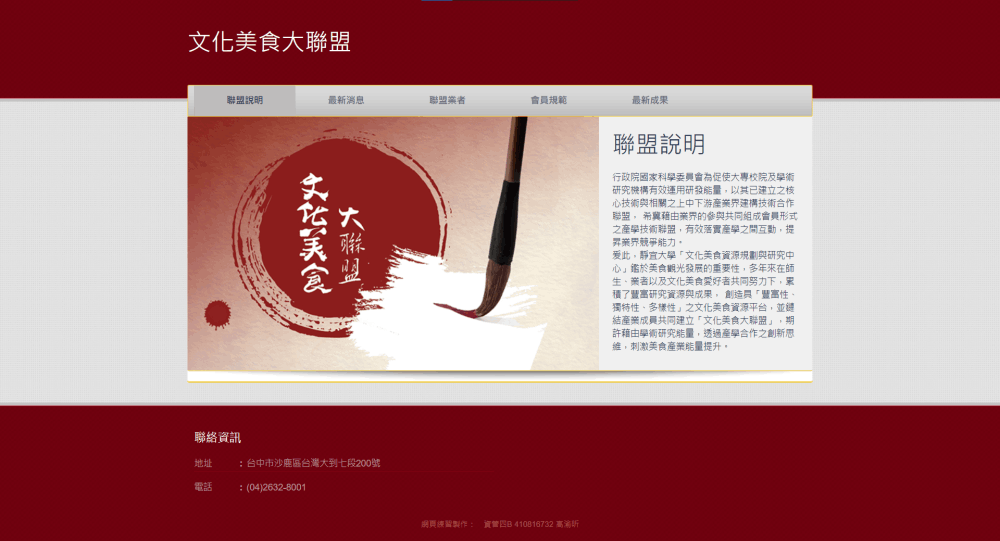 文化美食大聯盟
聯盟說明 最新消息 聯盟業者 會員規範 最新成果
文化美食
大聯盟
聯盟說明
行政院國家科學委員會為促使大專校院及學術
研究機構有效運用研發能量，以其已建立之核
心技術與相關之上中下游產業界建構技術合作
聯盟， 希冀藉由業界的參與共同組成會員形式
之產學技術聯盟，有效落實產學之間互動，提
昇業界競爭能力。
爰此，靜宜大學「文化美食資源規劃與研究中
心」鑑於美食觀光發展的重要性，多年來在師
生、業者以及文化美食愛好者共同努力下，累
積了豐富研究資源與成果， 創造具「豐富性、
獨特性、多樣性」之文化美食資源平台，並鏈
結產業成員共同建立「文化美食大聯盟」，期
許藉由學術研究能量，透過產學合作之創新思
維，刺激美食產業能量提升。
聯絡資訊
地址 ：台中市沙鹿區台灣大到七段200號
電話 ：(04)2632-8001
網頁練習製作： 資管四B 410816732